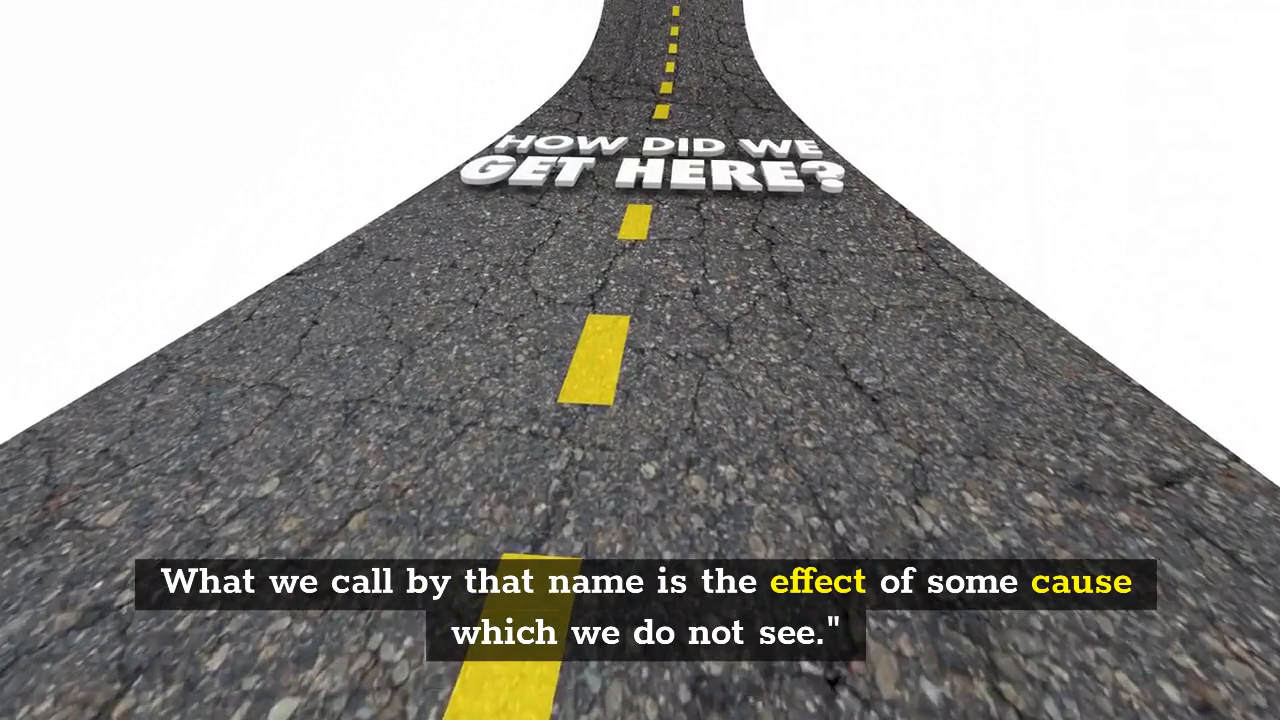 HOW DID WE
GET HERE?
What we call by that name is the effect of some cause
which we do not see."